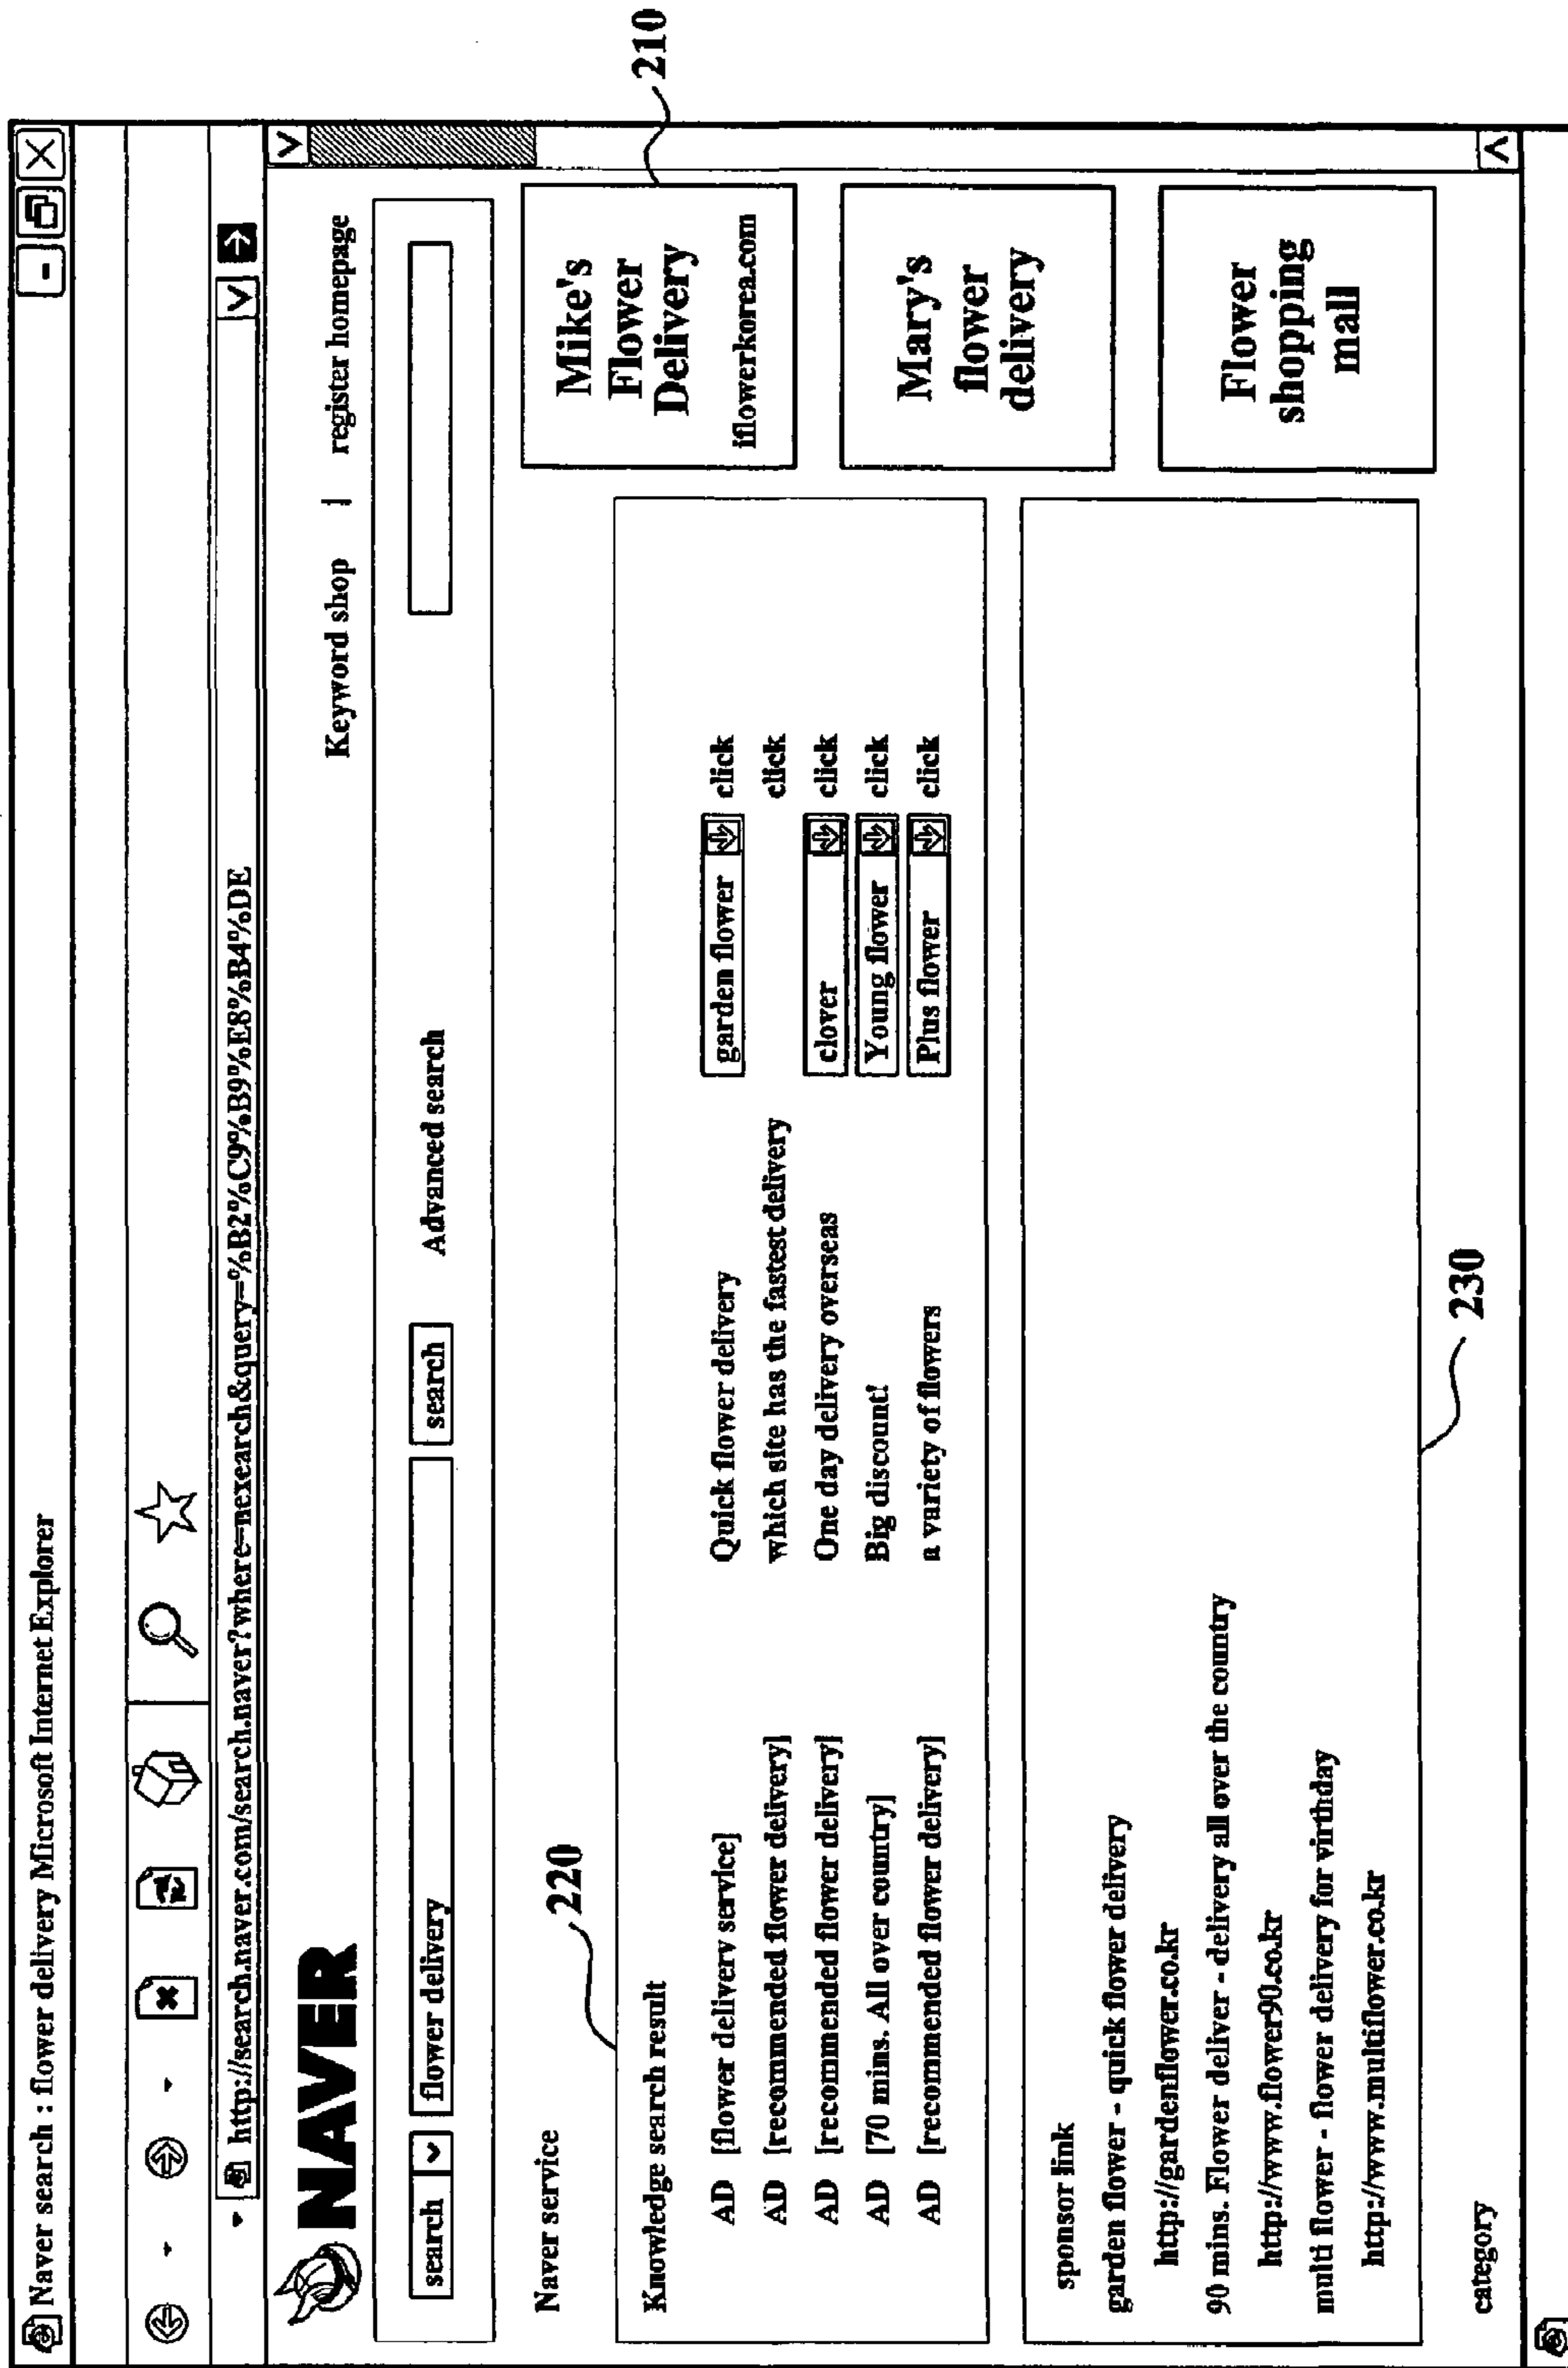 Naver search : flower delivery Microsoft Internet Explorer
http://search.naver.com/search.naver?where=nexearch&query=%B2%C9%B9%E8%B4%DE
NAVER
Keyword shop | register homepage
search flower delivery search Advanced search
Naver service
220
Knowledge search result
AD [flower delivery service] Quick flower delivery garden flower click
AD [recommended flower delivery] which site has the fastest delivery click
AD [recommended flower delivery] One day delivery overseas clover click
AD [70 mins. All over country] Big discount! Young flower click
AD [recommended flower delivery] a variety of flowers Plus flower click
sponsor link
garden flower - quick flower delivery
http://gardenflower.co.kr
90 mins. Flower deliver - delivery all over the country
http://www.flower90.co.kr
multi flower - flower delivery for virthday
http://www.multiflower.co.kr
230
category
Mike's
Flower
Delivery
iflowerkorea.com
210
Mary's
flower
delivery
Flower
shopping
mall